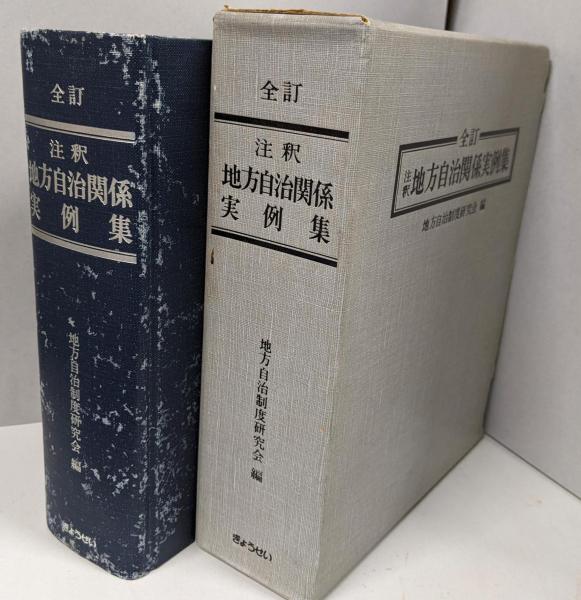 全訂
注釈
地方自治関係
実例集
地方自治制度研究会 編
ぎょうせい
全訂
注釈
地方自治関係
実例集
地方自治制度研究会 編
ぎょうせい
全訂
注釈 地方自治関係実例集
地方自治制度研究会 編